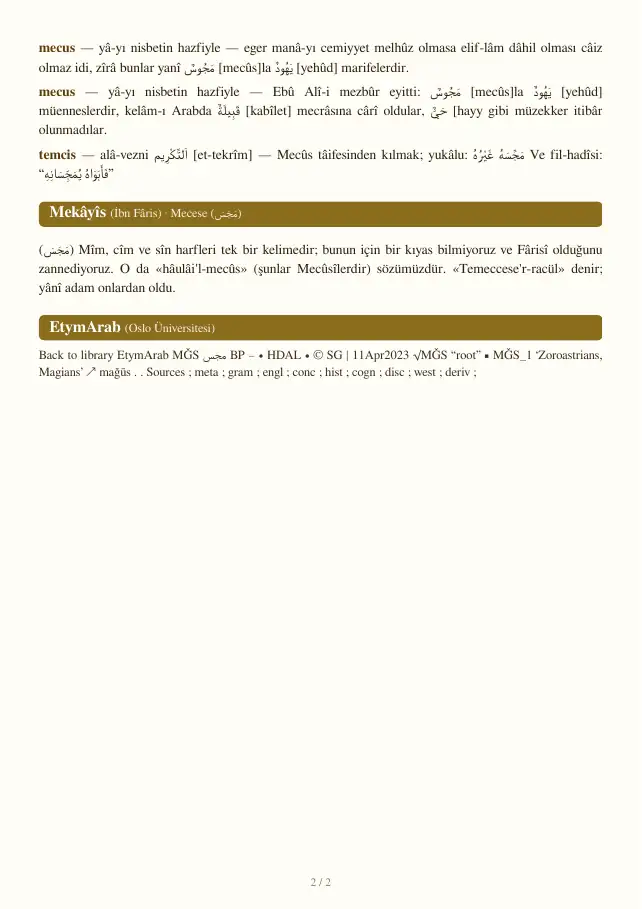 mecus — yâ-yı nisbetin hazfiyle — eger manâ-yı cemiyyet melhûz olmasa elif-lâm dâhil olması câiz
olmaz idi, zîrâ bunlar yanî مَجُوسٌ [mecûs]la يَهُودٌ [yehûd] marifelerdir.
mecus — yâ-yı nisbetin hazfiyle — Ebû Alî-i mezbûr eyitti: مَجُوسٌ [mecûs]la يَهُودٌ [yehûd]
müenneslerdir, kelâm-ı Arabda قَبِيلَةٌ [kabîlet] mecrâsına cârî oldular, حَيٌّ [hayy gibi müzekker itibâr
olunmadılar.
temcis — alâ-vezni اَلتَّكْرِيم [et-tekrîm] — Mecûs tâifesinden kılmak; yukâlu: مَجَّسَهُ غَيْرُهُ Ve fil-hadîsi:
“فَأَبَوَاهُ يُمَجِّسَانِهِ”
Mekâyîs (İbn Fâris) · Mecese (مَجَسَ)
(مَجَسَ) Mîm, cîm ve sîn harfleri tek bir kelimedir; bunun için bir kıyas bilmiyoruz ve Fârisî olduğunu
zannediyoruz. O da «hâulâi'l-mecûs» (şunlar Mecûsîlerdir) sözümüzdür. «Temeccese'r-racül» denir;
yânî adam onlardan oldu.
EtymArab (Oslo Üniversitesi)
Back to library EtymArab MǦS مجس BP – • HDAL • © SG | 11Apr2023 √MǦS “root” ▪ MǦS_1 ‘Zoroastrians,
Magians’ ↗ maǧūs . . Sources ; meta ; gram ; engl ; conc ; hist ; cogn ; disc ; west ; deriv ;
2 / 2